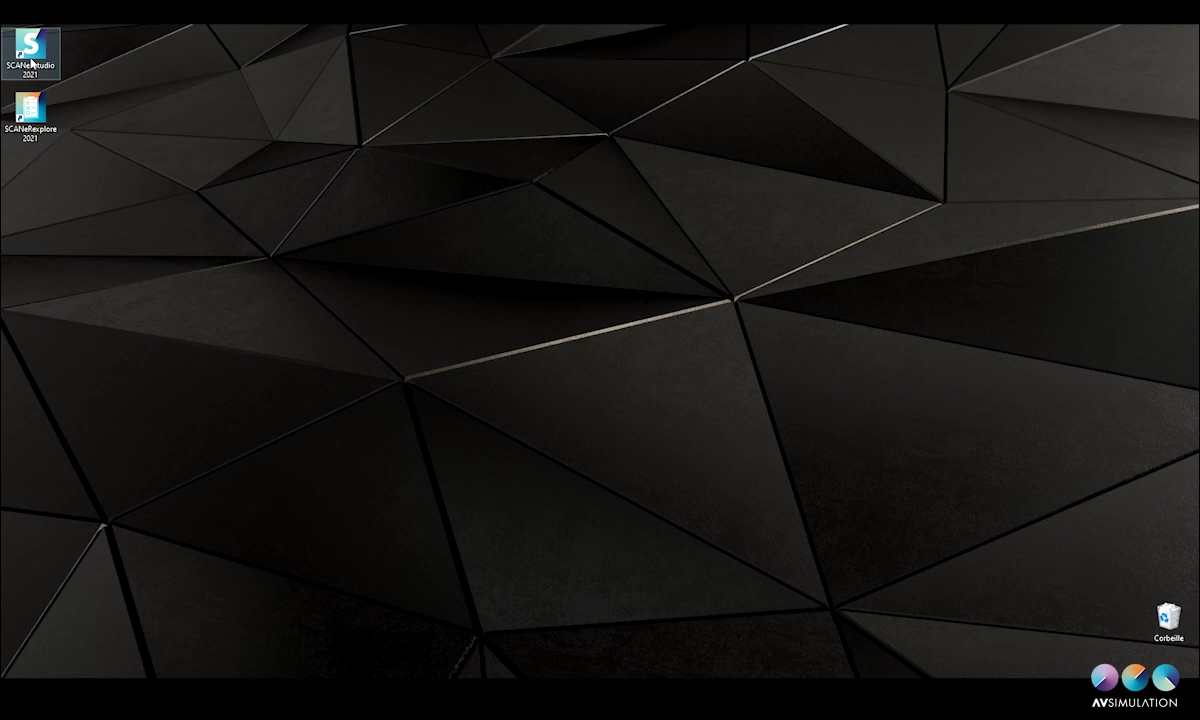 S
SCANeRstudio
2021
SCANeRexplore
2021
Corbeille
AVSIMULATION